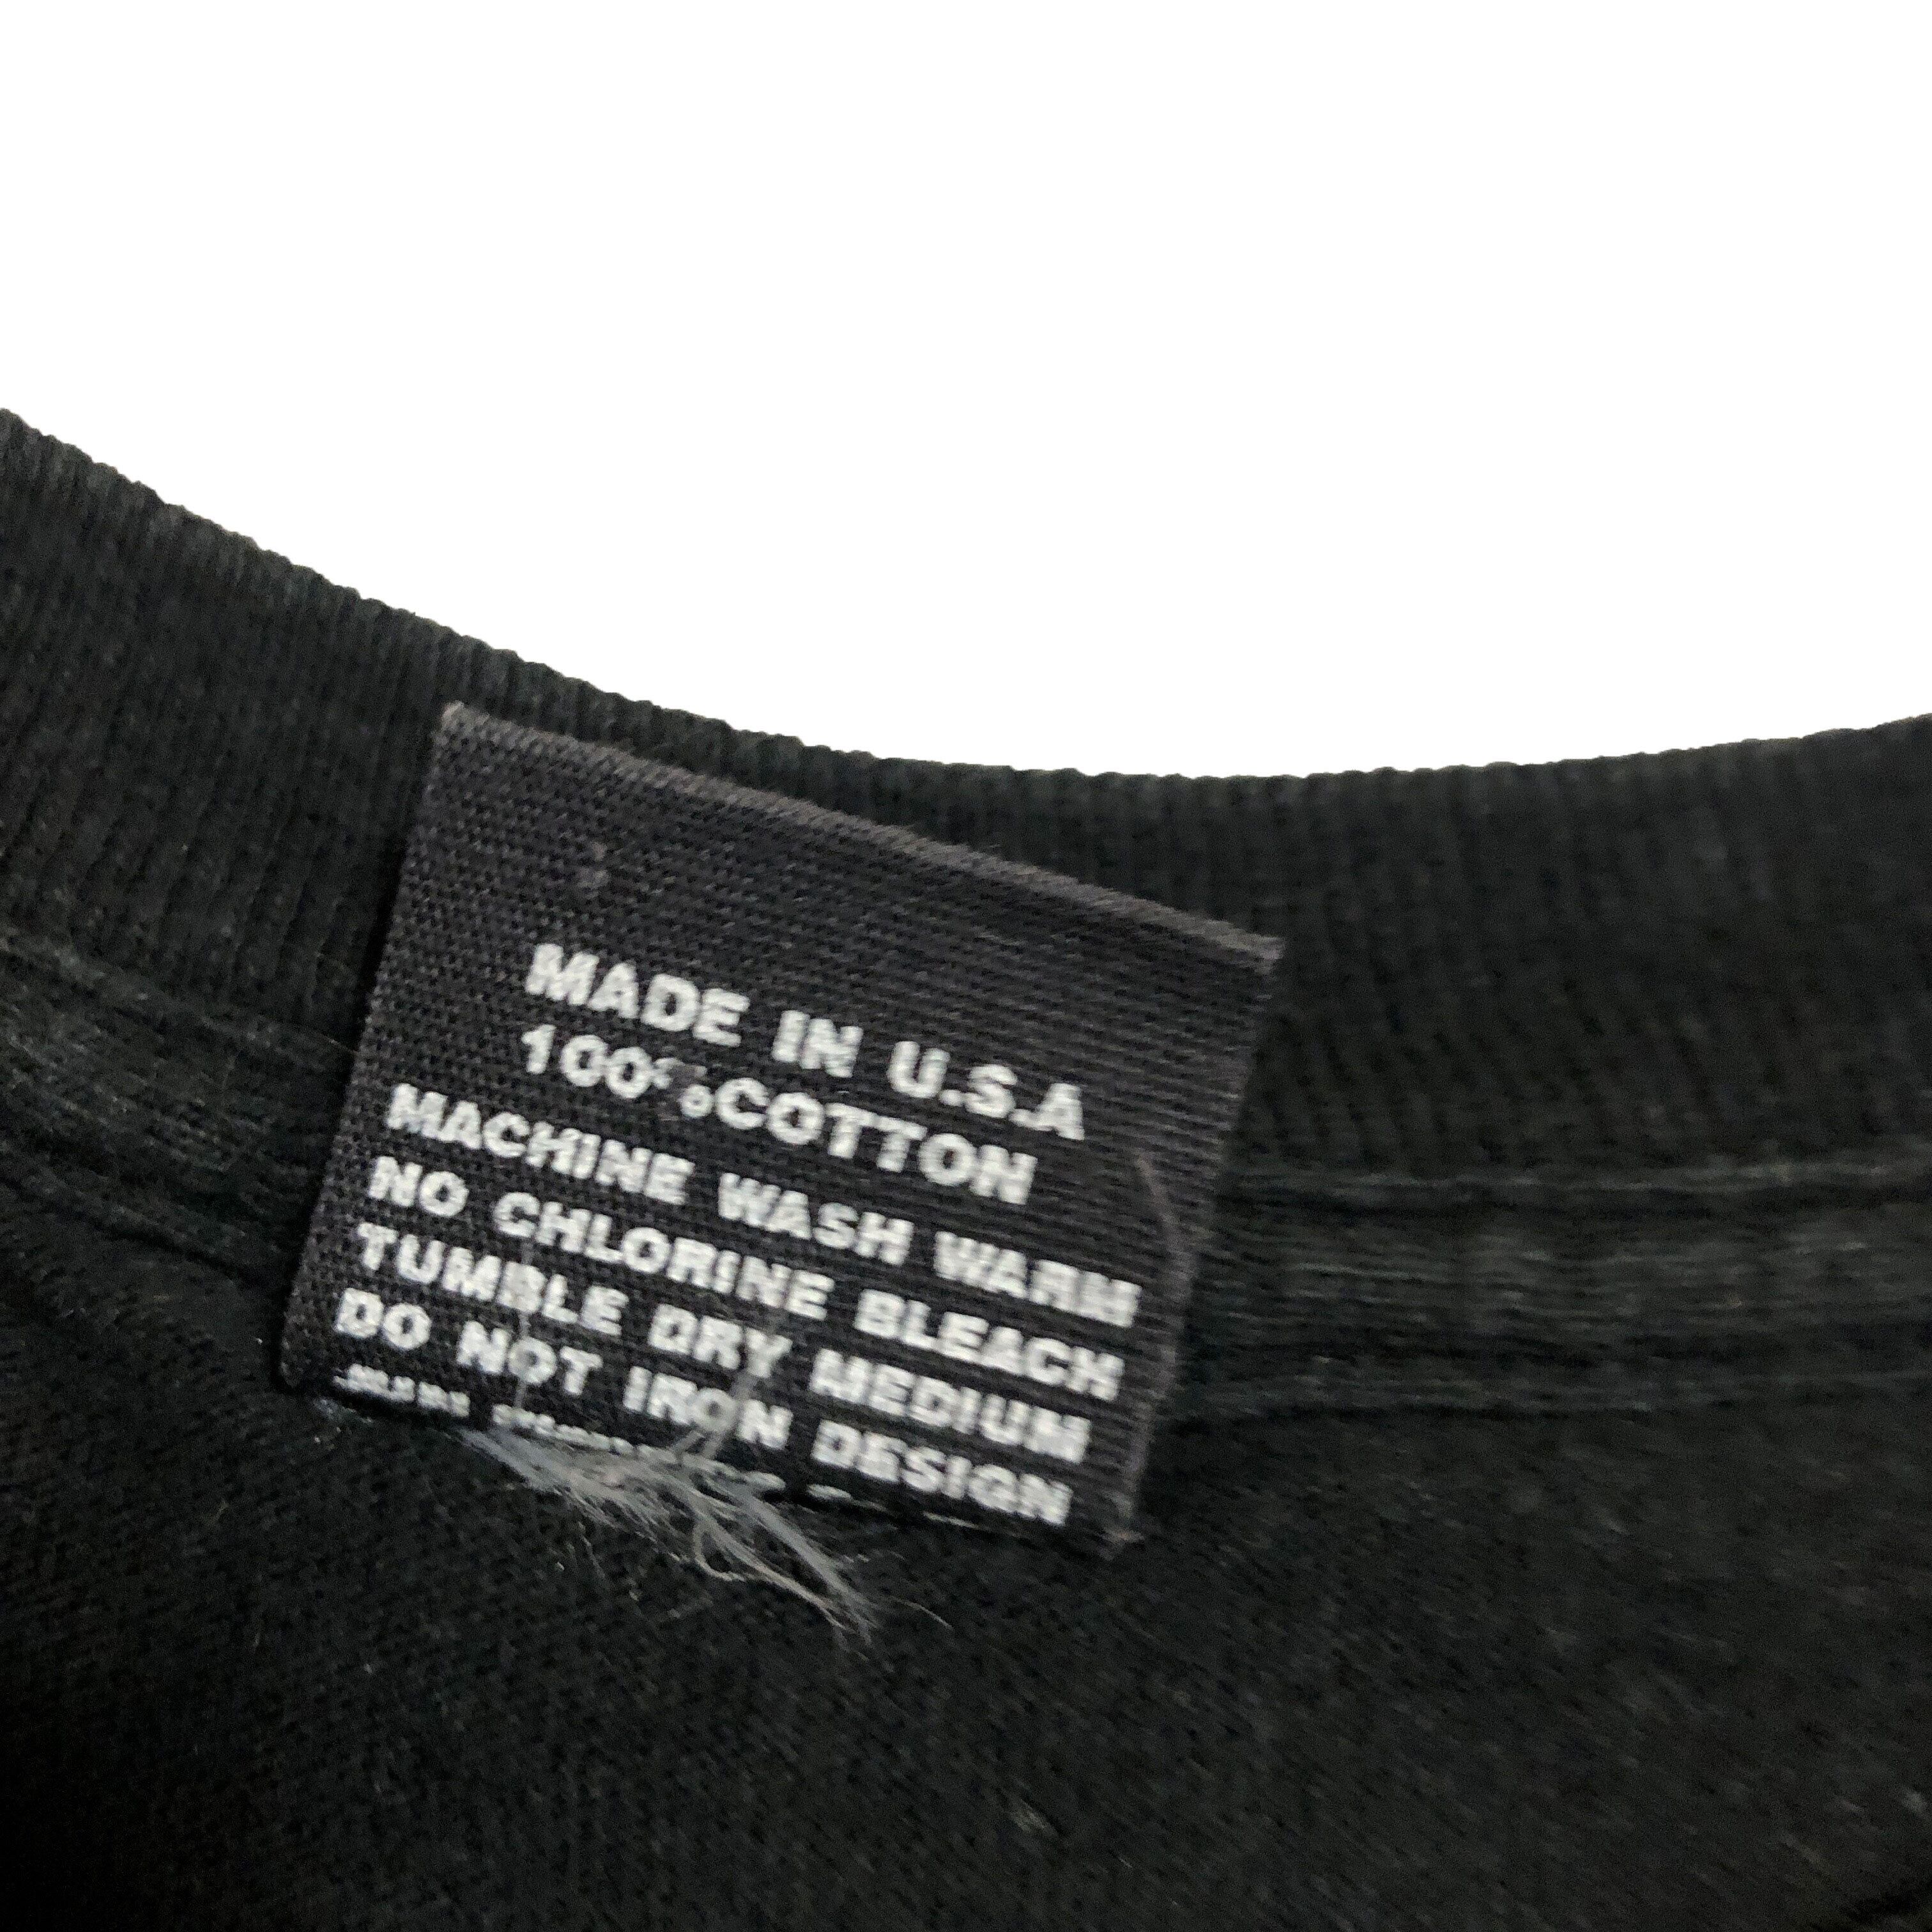 MADE IN U.S.A
100%COTTON
MACHINE WASH WARM
NO CHLORINE BLEACH
TUMBLE DRY MEDIUM
DO NOT IRON DESIGN